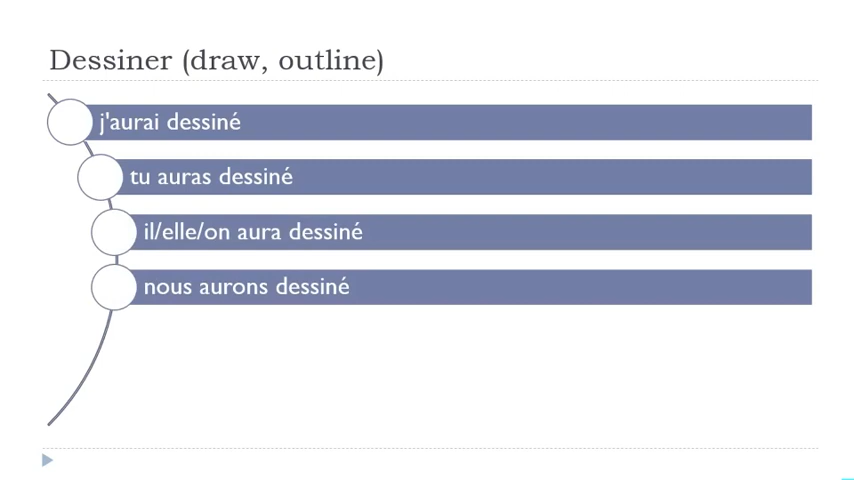 Dessiner (draw, outline)
j'aurai dessiné
tu auras dessiné
il/elle/on aura dessiné
nous aurons dessiné